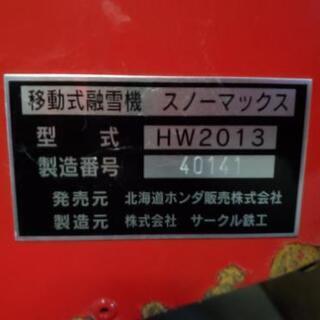 移動式融雪機 スノーマックス
型式 HW2013
製造番号 40141
発売元 北海道ホンダ販売株式会社
製造元 株式会社 サークル鉄工